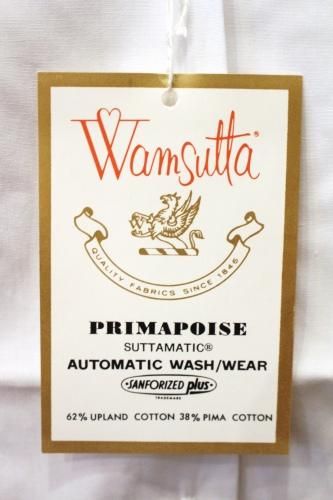 Wamsutta®
QUALITY FABRICS SINCE 1846
PRIMAPOISE
SUTTAMATIC®
AUTOMATIC WASH/WEAR
SANFORIZED plus
TRADEMARK
62% UPLAND COTTON 38% PIMA COTTON